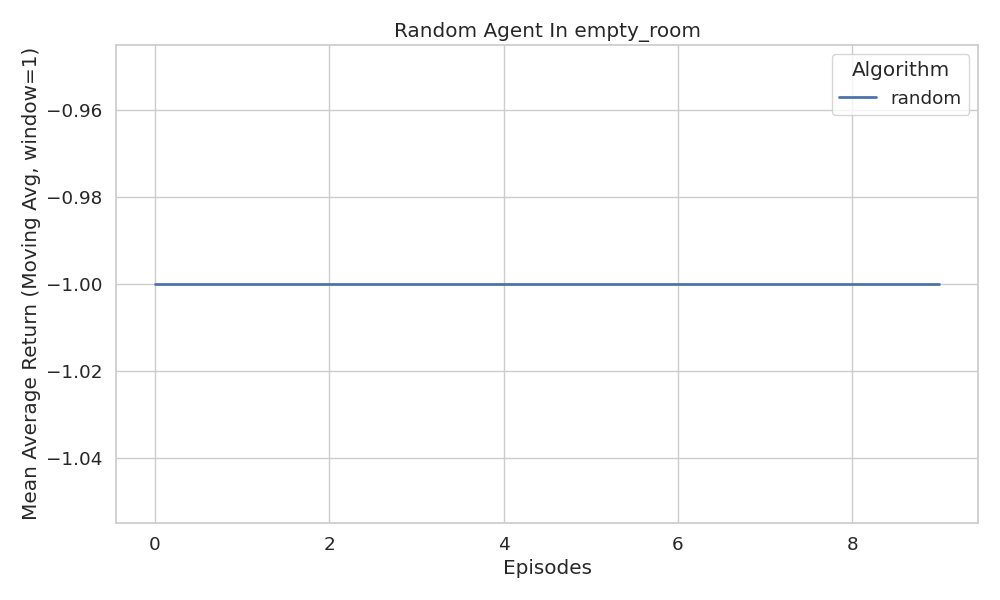 Random Agent In empty_room
Mean Average Return (Moving Avg, window=1)
−0.96
−0.98
−1.00
−1.02
−1.04
Algorithm
random
0 2 4 6 8
Episodes